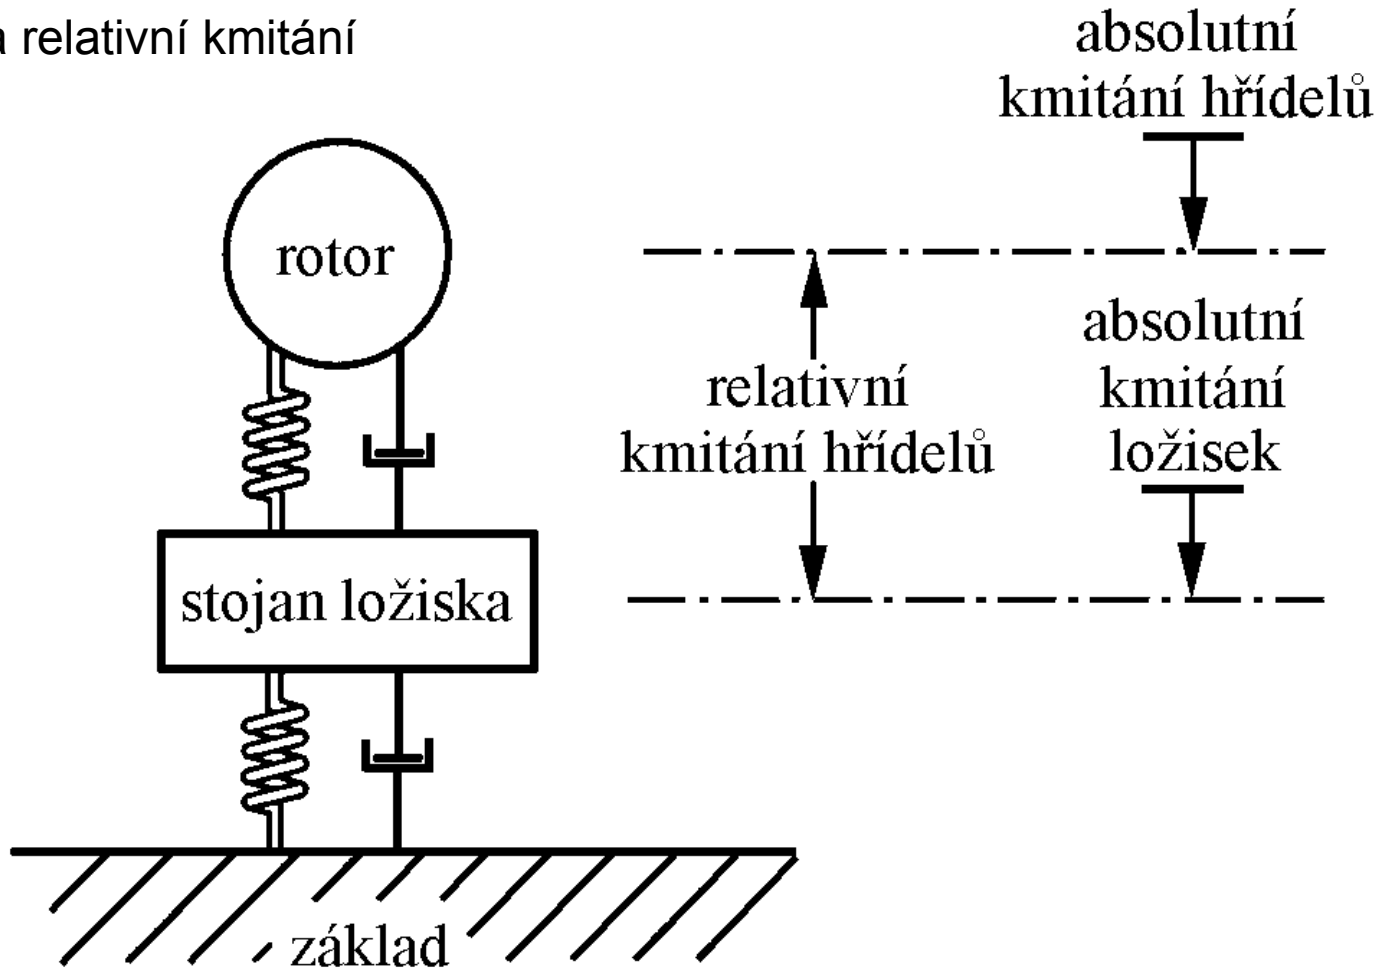 a relativní kmitání
absolutní
kmitání hřídelů
rotor
absolutní
kmitání
ložisek
relativní
kmitání hřídelů
stojan ložiska
základ